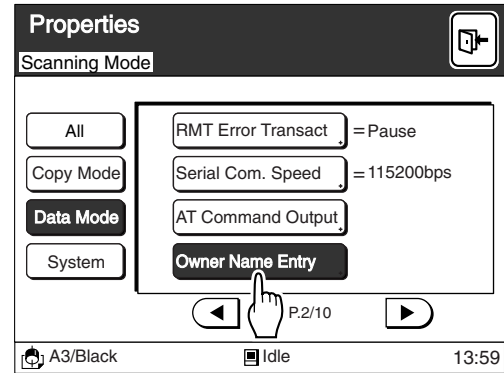 Properties
Scanning Mode
All
RMT Error Transact = Pause
Copy Mode
Serial Com. Speed = 115200bps
Data Mode
AT Command Output
System
Owner Name Entry
P.2/10
A3/Black Idle 13:59